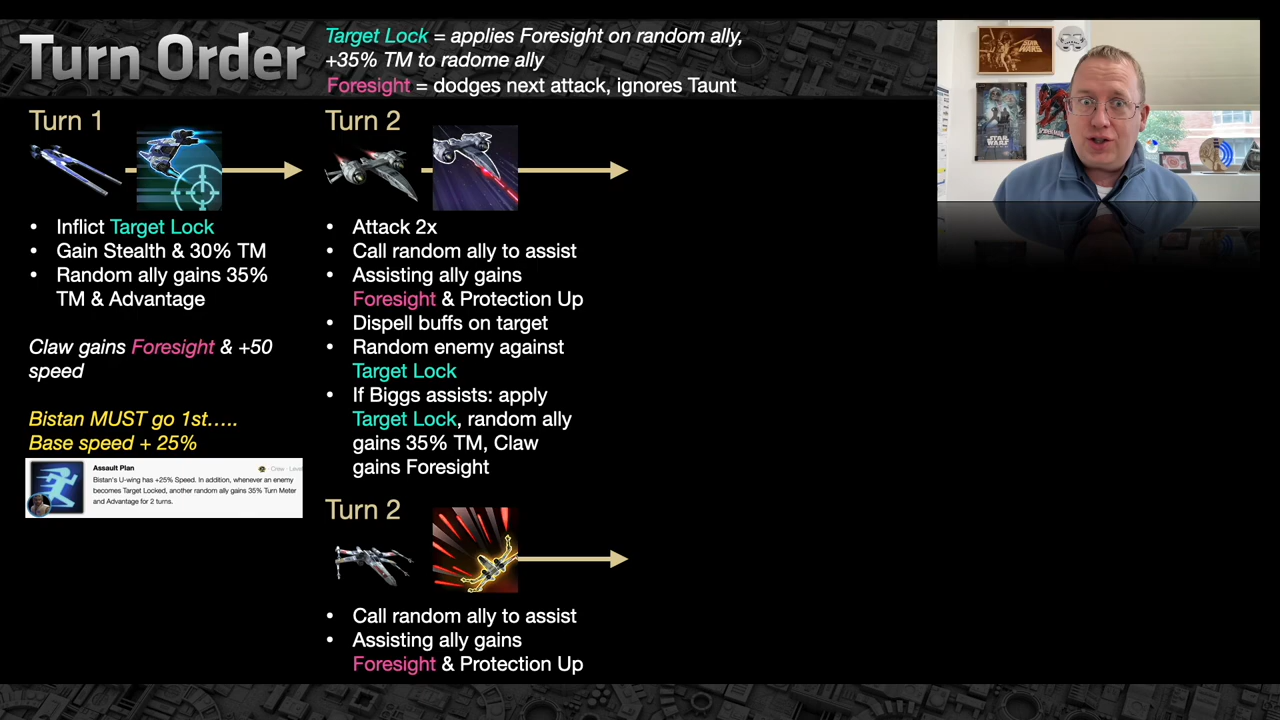 Turn Order
Target Lock = applies Foresight on random ally,
+35% TM to radome ally
Foresight = dodges next attack, ignores Taunt
STAR
WARS
STAR
WARS
Turn 1
• Inflict Target Lock
• Gain Stealth & 30% TM
• Random ally gains 35%
TM & Advantage
Claw gains Foresight & +50
speed
Bistan MUST go 1st…..
Base speed + 25%
Assault Plan
Crew · Level
Bistan's U-wing has +25% Speed. In addition, whenever an enemy
becomes Target Locked, another random ally gains 35% Turn Meter
and Advantage for 2 turns.
Turn 2
• Attack 2x
• Call random ally to assist
• Assisting ally gains
Foresight & Protection Up
• Dispell buffs on target
• Random enemy against
Target Lock
• If Biggs assists: apply
Target Lock, random ally
gains 35% TM, Claw
gains Foresight
Turn 2
• Call random ally to assist
• Assisting ally gains
Foresight & Protection Up